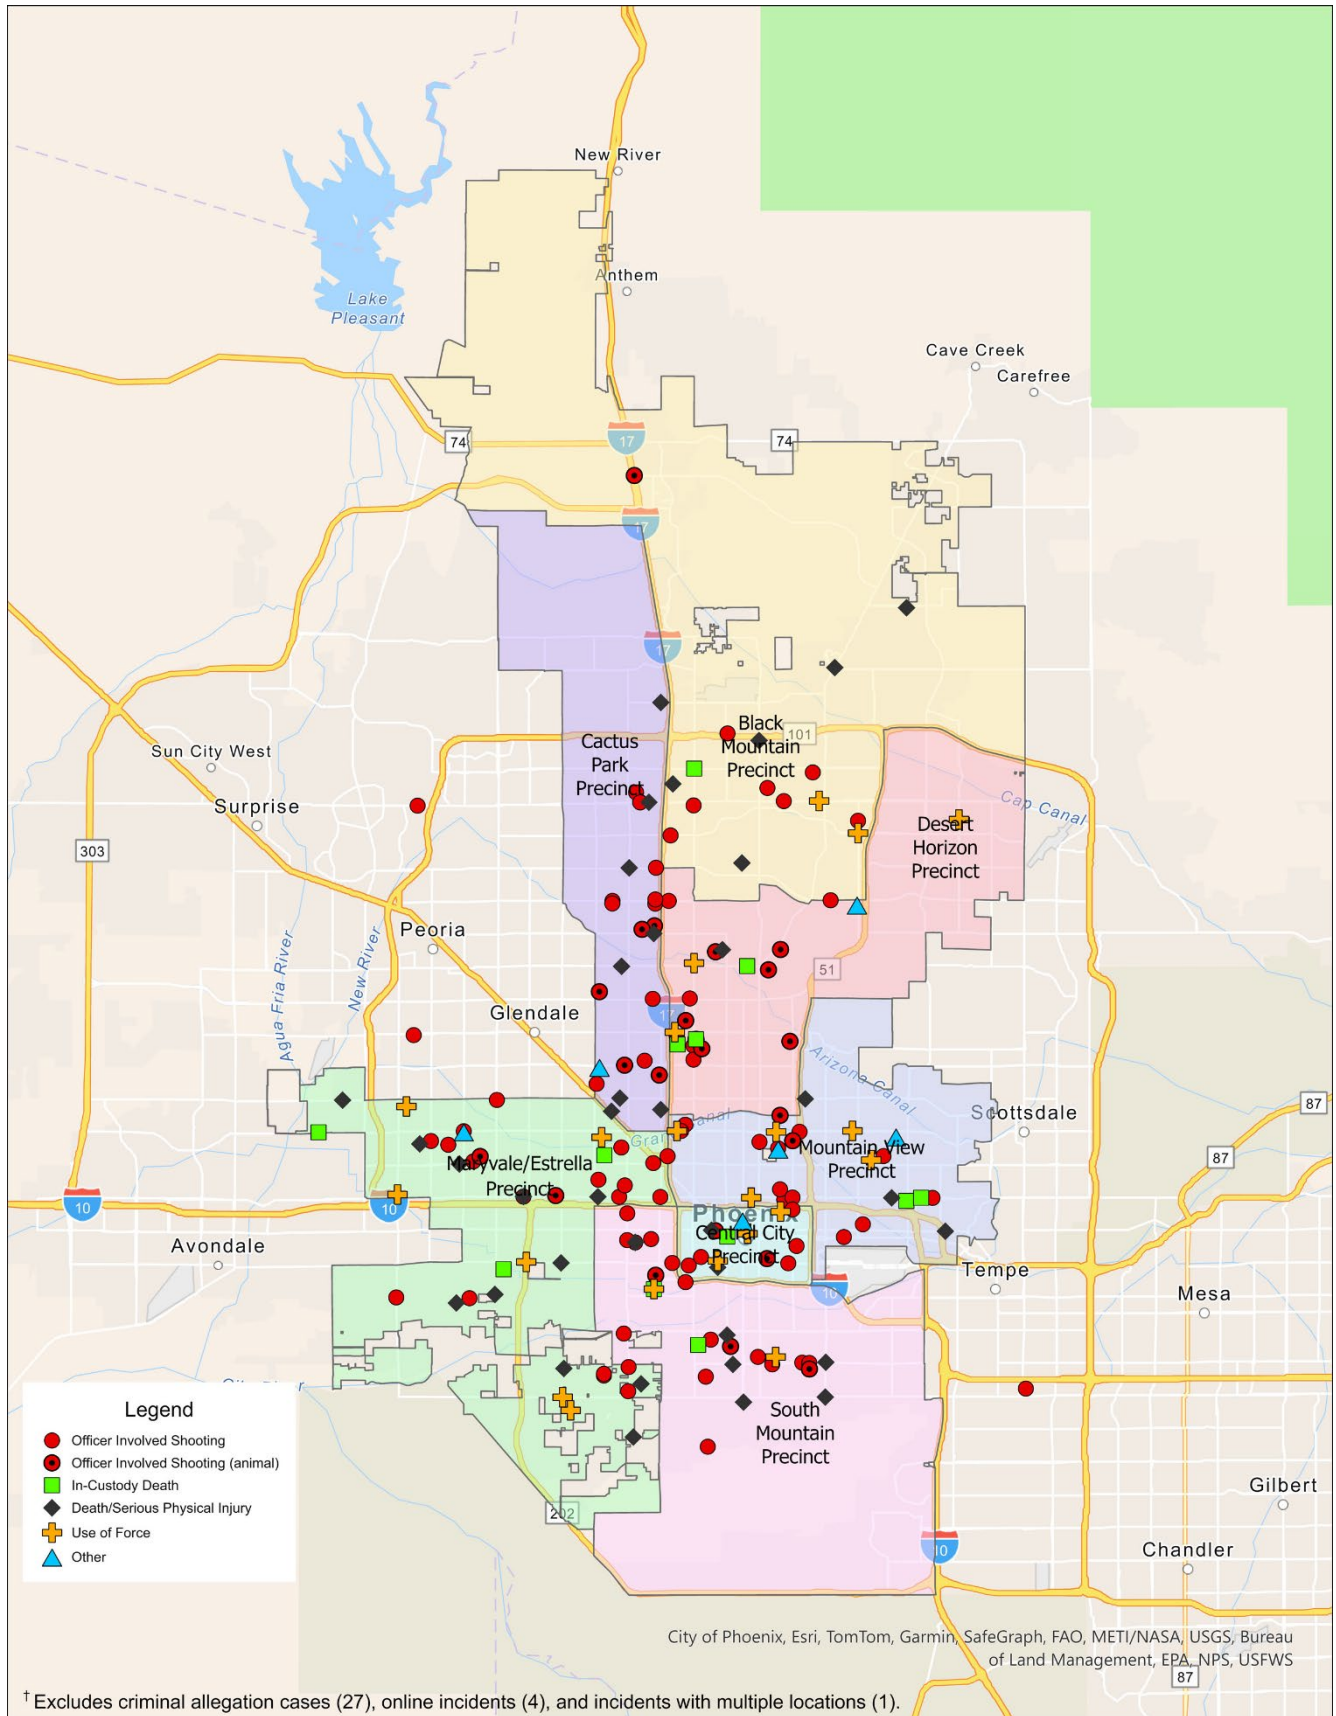 New River
Anthem
Lake
Pleasant
Cave Creek
Carefree
74
17
74
17
17
Black
Mountain
Precinct
101
Cactus
Park
Precinct
Sun City West
Surprise
Cap Canal
Desert
Horizon
Precinct
303
Peoria
Agua Fria River
New River
51
Glendale
17
Arizona Canal
Scottsdale
87
Grand Canal
Mountain View
Precinct
87
Maryvale/Estrella
Precinct
10
10
Phoenix
Central City
Precinct
Avondale
Tempe
10
Mesa
South
Mountain
Precinct
Legend
Officer Involved Shooting
Officer Involved Shooting (animal)
In-Custody Death
Death/Serious Physical Injury
Use of Force
Other
Gilbert
202
10
Chandler
City of Phoenix, Esri, TomTom, Garmin, SafeGraph, FAO, METI/NASA, USGS, Bureau
of Land Management, EPA, NPS, USFWS
87
† Excludes criminal allegation cases (27), online incidents (4), and incidents with multiple locations (1).